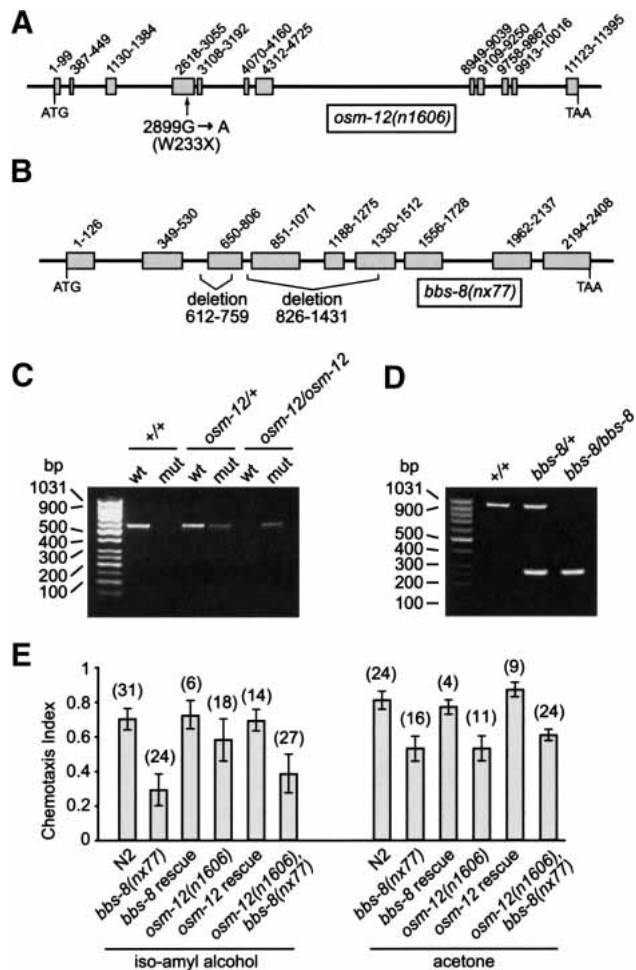 A
1-99
387-449
1130-1384
2618-3055
3108-3192
4070-4160
4312-4725
8949-9039
9109-9250
9758-9867
9913-10016
11123-11395
ATG
2899G → A
(W233X)
osm-12(n1606)
TAA
B
1-126
349-530
650-806
851-1071
1188-1275
1330-1512
1556-1728
1962-2137
2194-2408
ATG
deletion
612-759
deletion
826-1431
bbs-8(nx77)
TAA
C
+/+
osm-12/+
osm-12/osm-12
bp
wt
mut
wt
mut
wt
mut
1031
900
500
400
300
200
100
D
+/+
bbs-8/+
bbs-8/bbs-8
bp
1031
900
500
400
300
200
100
E
Chemotaxis Index
1
0.8
0.6
0.4
0.2
0
(31)
(24)
(6)
(18)
(14)
(27)
(24)
(16)
(4)
(11)
(9)
(24)
N2
bbs-8(nx77)
bbs-8 rescue
osm-12(n1606)
osm-12 rescue
osm-12(n1606),
bbs-8(nx77)
N2
bbs-8(nx77)
bbs-8 rescue
osm-12(n1606)
osm-12 rescue
osm-12(n1606),
bbs-8(nx77)
iso-amyl alcohol
acetone